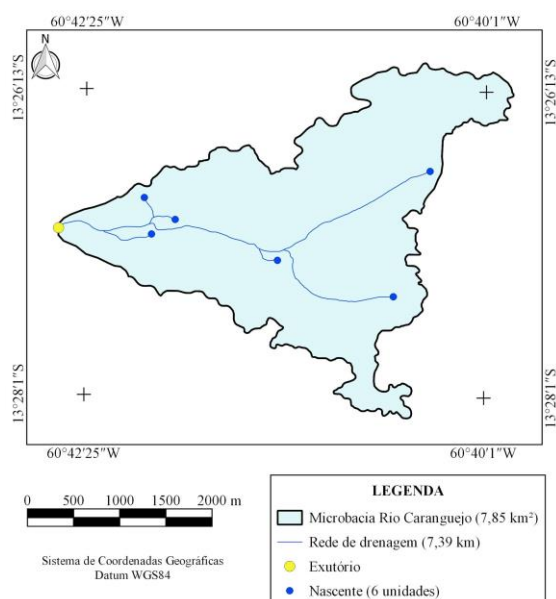 60°42'25"W 60°40'1"W
13°26'13"S 13°26'13"S
N
13°28'1"S 13°28'1"S
60°42'25"W 60°40'1"W
0 500 1000 1500 2000 m
Sistema de Coordenadas Geográficas
Datum WGS84
LEGENDA
Microbacia Rio Caranguejo (7,85 km²)
Rede de drenagem (7,39 km)
Exutório
Nascente (6 unidades)